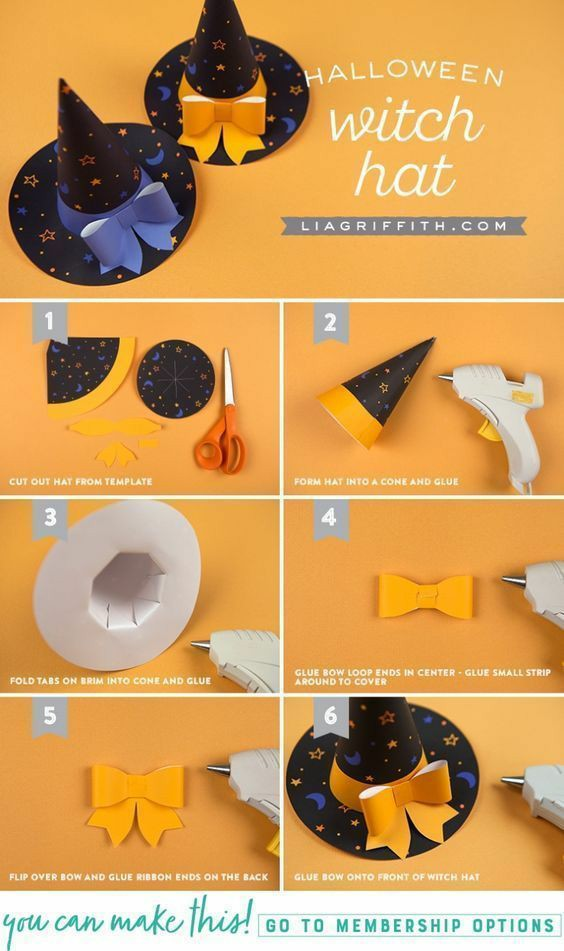 HALLOWEEN
witch
hat
LIAGRIFFITH.COM
1
CUT OUT HAT FROM TEMPLATE
2
FORM HAT INTO A CONE AND GLUE
3
FOLD TABS ON BRIM INTO CONE AND GLUE
4
GLUE BOW LOOP ENDS IN CENTER - GLUE SMALL STRIP
AROUND TO COVER
5
FLIP OVER BOW AND GLUE RIBBON ENDS ON THE BACK
6
GLUE BOW ONTO FRONT OF WITCH HAT
you can make this! GO TO MEMBERSHIP OPTIONS